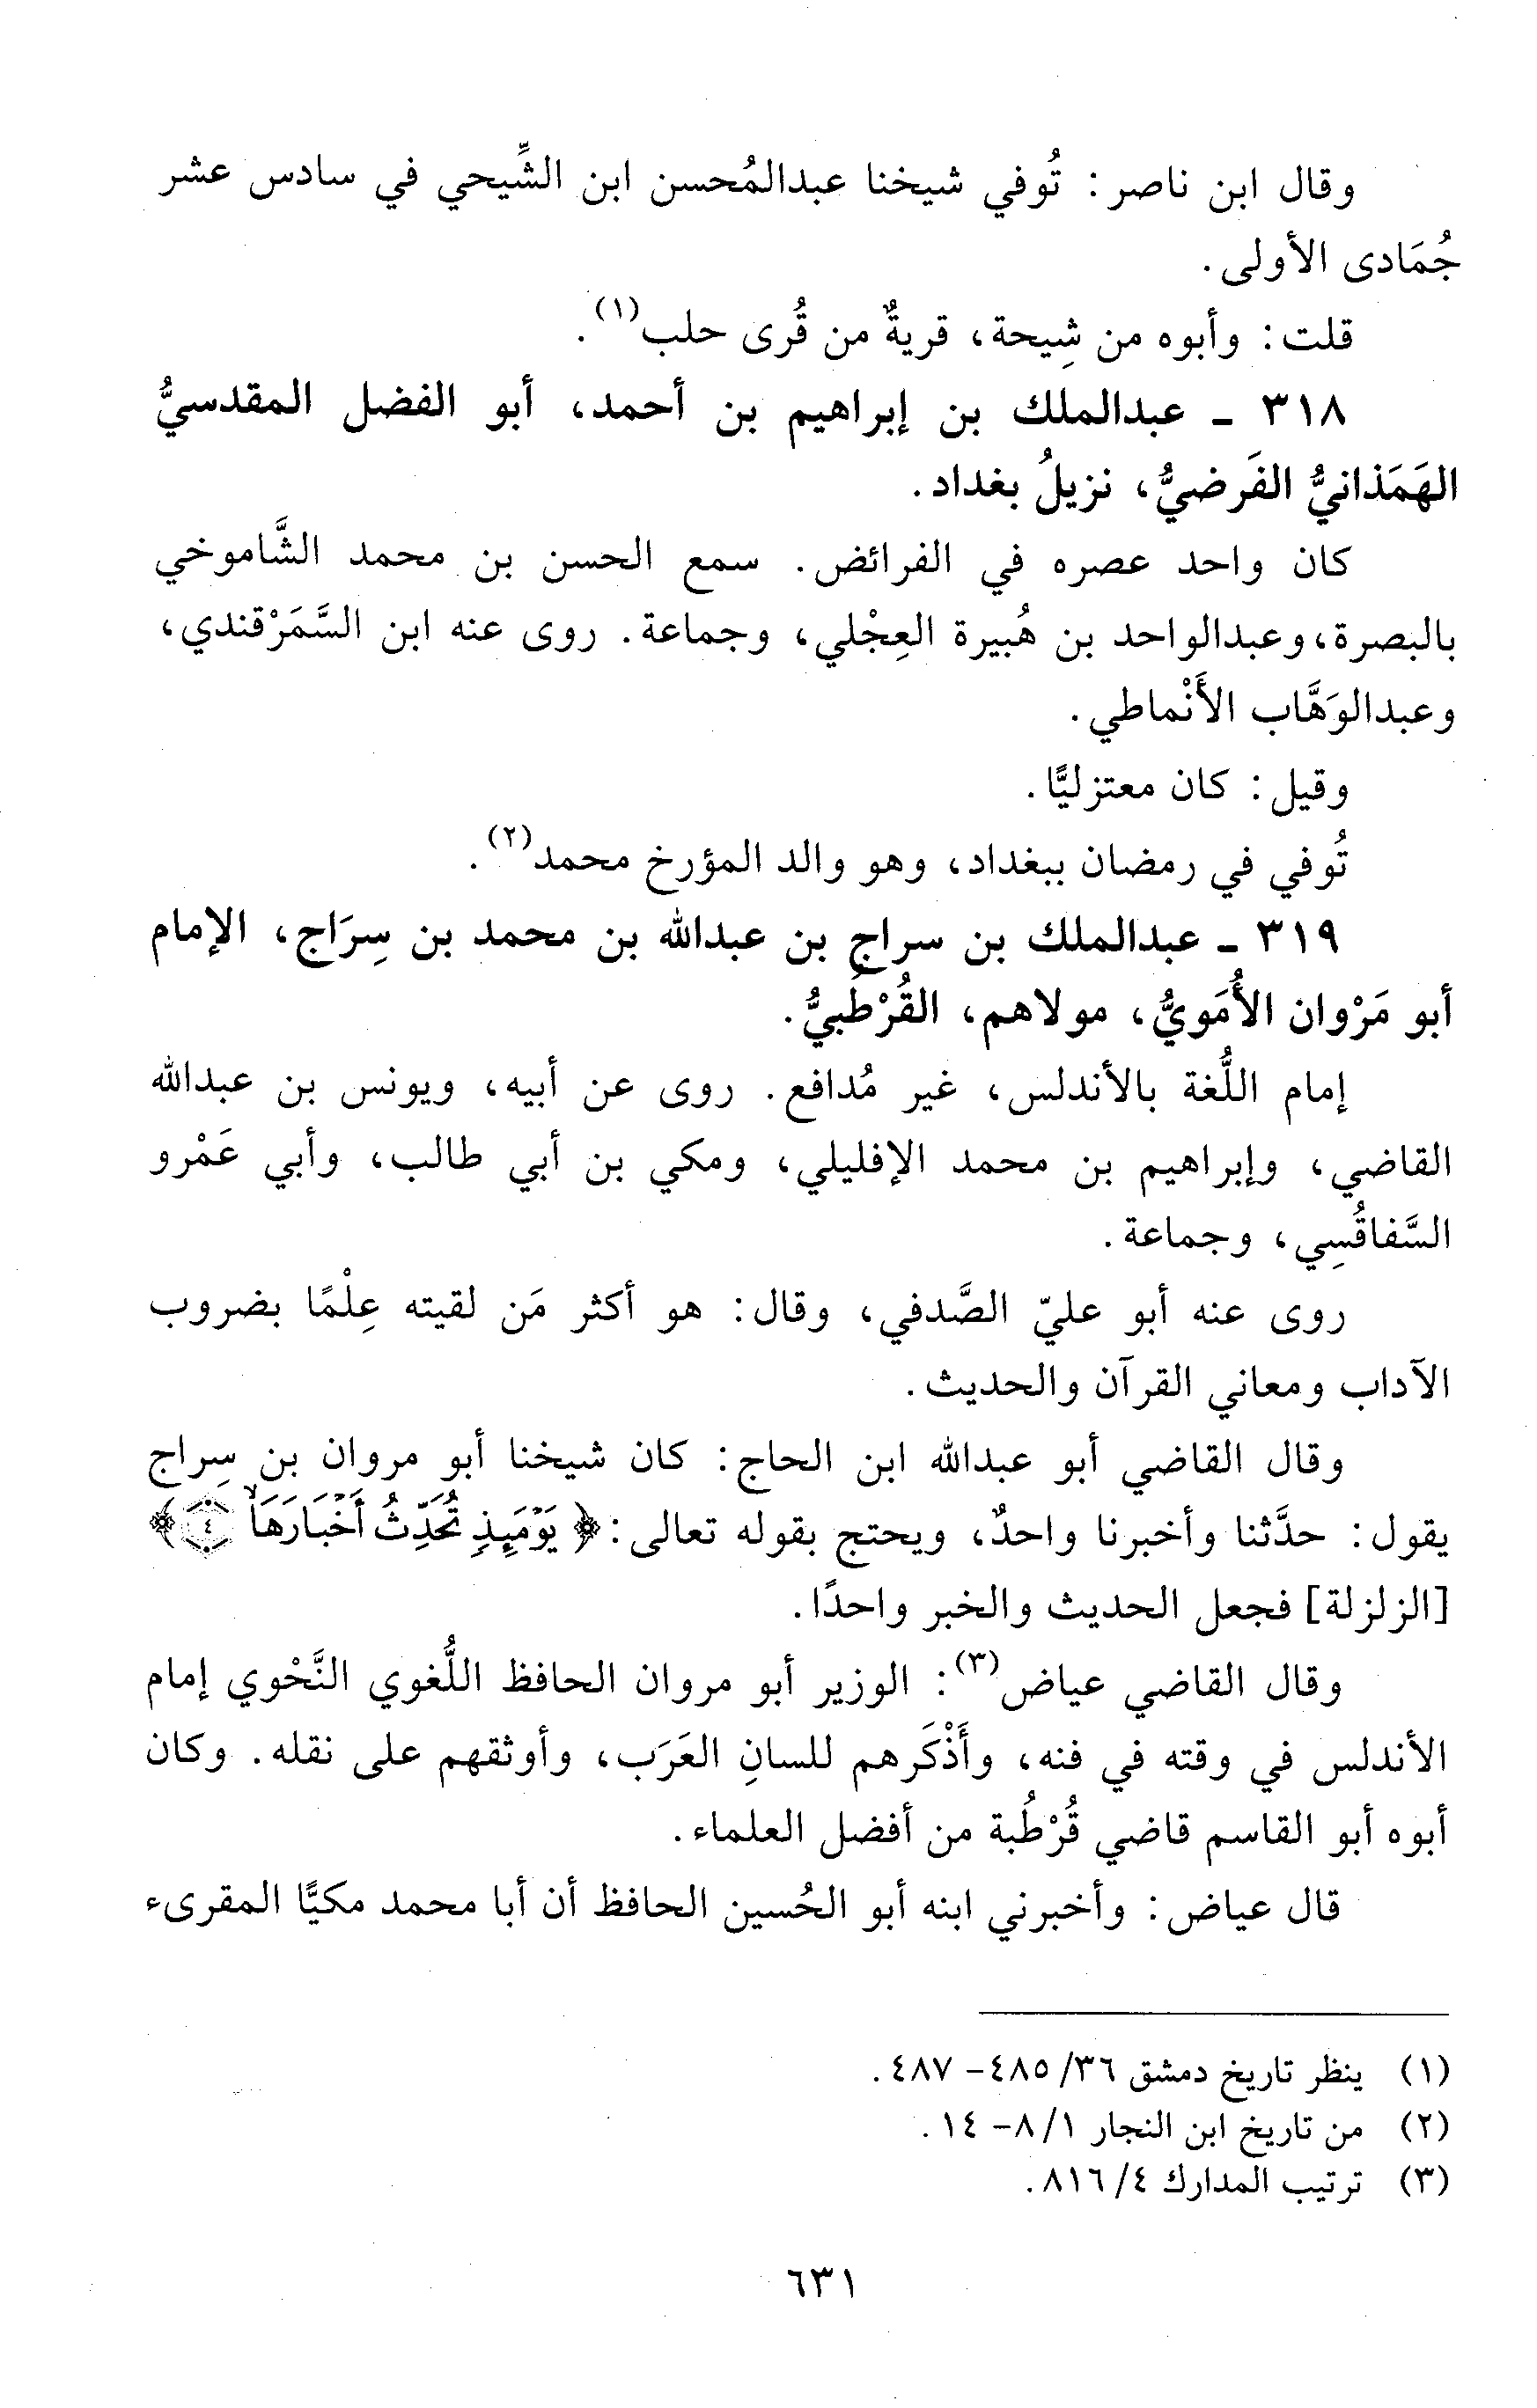 وقال ابن ناصر: تُوفي شيخنا عبدالمُحسن ابن الشِّيحي في سادس عشر
جُمَادى الأولى.
قلت: وأبوه من شِيحة، قريةٌ من قُرى حلب(١).
٣١٨ ـ عبدالملك بن إبراهيم بن أحمد، أبو الفضل المقدسيُّ
الهَمَذانيُّ الفَرضيُّ، نزيلُ بغداد.
كان واحد عصره في الفرائض. سمع الحسن بن محمد الشَّاموخي
بالبصرة، وعبدالواحد بن هُبيرة العِجْلي، وجماعة. روى عنه ابن السَّمَرْقندي،
وعبدالوَهَّاب الأَنْماطي.
وقيل: كان معتزليًّا.
تُوفي في رمضان ببغداد، وهو والد المؤرخ محمد(٢).
٣١٩ ـ عبدالملك بن سراج بن عبدالله بن محمد بن سِرَاج، الإمام
أبو مَرْوان الأُمَويُّ، مولاهم، القُرْطُبيُّ.
إمام اللُّغة بالأندلس، غير مُدافع. روى عن أبيه، ويونس بن عبدالله
القاضي، وإبراهيم بن محمد الإفليلي، ومكي بن أبي طالب، وأبي عَمْرو
السَّفاقُسِي، وجماعة.
روى عنه أبو عليّ الصَّدفي، وقال: هو أكثر مَن لقيته عِلْمًا بضروب
الآداب ومعاني القرآن والحديث.
وقال القاضي أبو عبدالله ابن الحاج: كان شيخنا أبو مروان بن سِراج
يقول: حدَّثنا وأخبرنا واحدٌ، ويحتج بقوله تعالى: ﴿ يَوْمَئِذٍ تُحَدِّثُ أَخْبَارَهَا ٤ ﴾
[الزلزلة] فجعل الحديث والخبر واحدًا.
وقال القاضي عياض(٣): الوزير أبو مروان الحافظ اللُّغوي النَّحْوي إمام
الأندلس في وقته في فنه، وأَذْكَرهم للسانِ العَرَب، وأوثقهم على نقله. وكان
أبوه أبو القاسم قاضي قُرْطُبة من أفضل العلماء.
قال عياض: وأخبرني ابنه أبو الحُسين الحافظ أن أبا محمد مكيًّا المقرىء
(١) ينظر تاريخ دمشق ٣٦/ ٤٨٥- ٤٨٧.
(٢) من تاريخ ابن النجار ١/ ٨- ١٤.
(٣) ترتيب المدارك ٤/ ٨١٦.
٦٣١